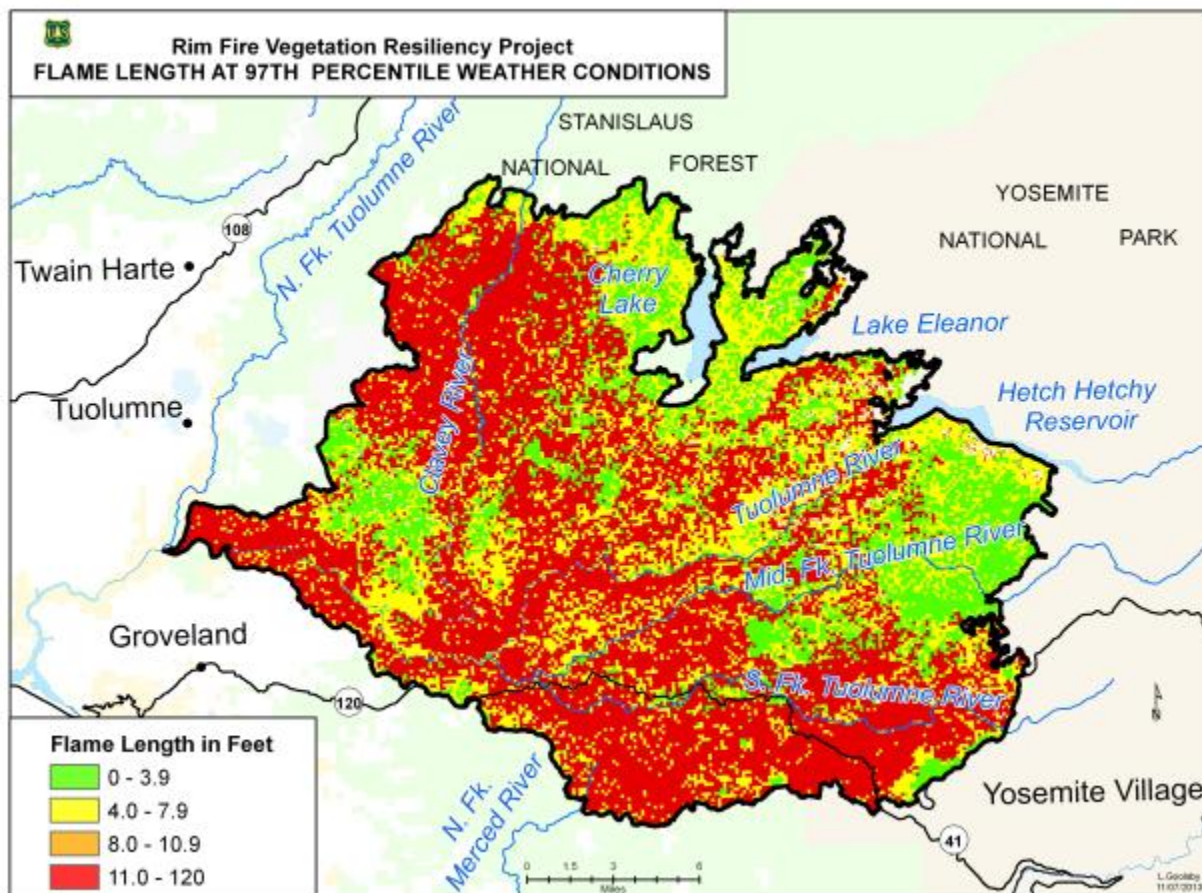 Rim Fire Vegetation Resiliency Project
FLAME LENGTH AT 97TH PERCENTILE WEATHER CONDITIONS
STANISLAUS
NATIONAL FOREST
YOSEMITE
NATIONAL PARK
N. Fk. Tuolumne River
108
Twain Harte
Cherry
Lake
Lake Eleanor
Hetch Hetchy
Reservoir
Tuolumne
Clavey River
Tuolumne River
Mid. Fk. Tuolumne River
Groveland
120
S. Fk. Tuolumne River
N. Fk.
Merced River
Yosemite Village
41
Flame Length in Feet
0 - 3.9
4.0 - 7.9
8.0 - 10.9
11.0 - 120
0 1.5 3 6
Miles
N